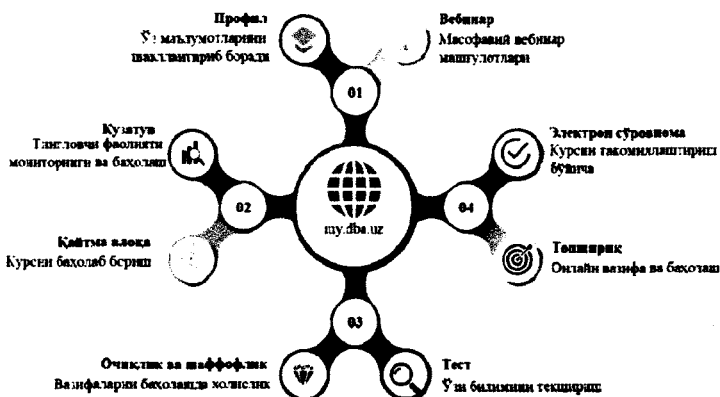 Профил
Ўз маълумотларини
шакллантириб боради
Вебинар
Масофавий вебинар
машғулотлари
01
Кузатув
Тингловчи фаолияти
мониторинги ва баҳолаш
Электрон сўровнома
Курсни такомиллаштириш
бўйича
02
my.dba.uz
04
Қайтма алоқа
Курсни баҳолаб бориш
Топшириқ
Онлайн вазифа ва баҳолаш
03
Очиқлик ва шаффофлик
Вазифаларни баҳолашда холислик
Тест
Ўз билимини текшириш